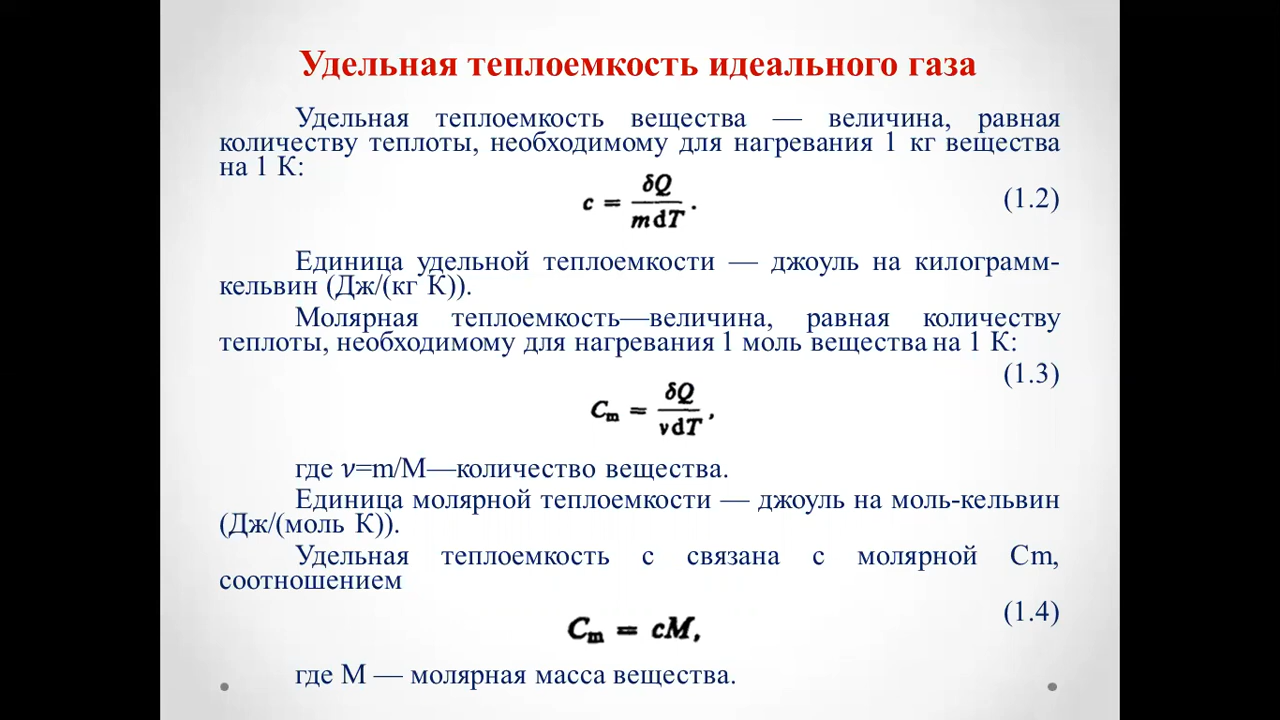 Удельная теплоемкость идеального газа
Удельная теплоемкость вещества — величина, равная
количеству теплоты, необходимому для нагревания 1 кг вещества
на 1 К:
c = δQ / mdT . (1.2)
Единица удельной теплоемкости — джоуль на килограмм-
кельвин (Дж/(кг К)).
Молярная теплоемкость—величина, равная количеству
теплоты, необходимому для нагревания 1 моль вещества на 1 К:
(1.3)
Cm = δQ / νdT ,
где ν=m/M—количество вещества.
Единица молярной теплоемкости — джоуль на моль-кельвин
(Дж/(моль К)).
Удельная теплоемкость с связана с молярной Cm,
соотношением
(1.4)
Cm = cM,
где М — молярная масса вещества.